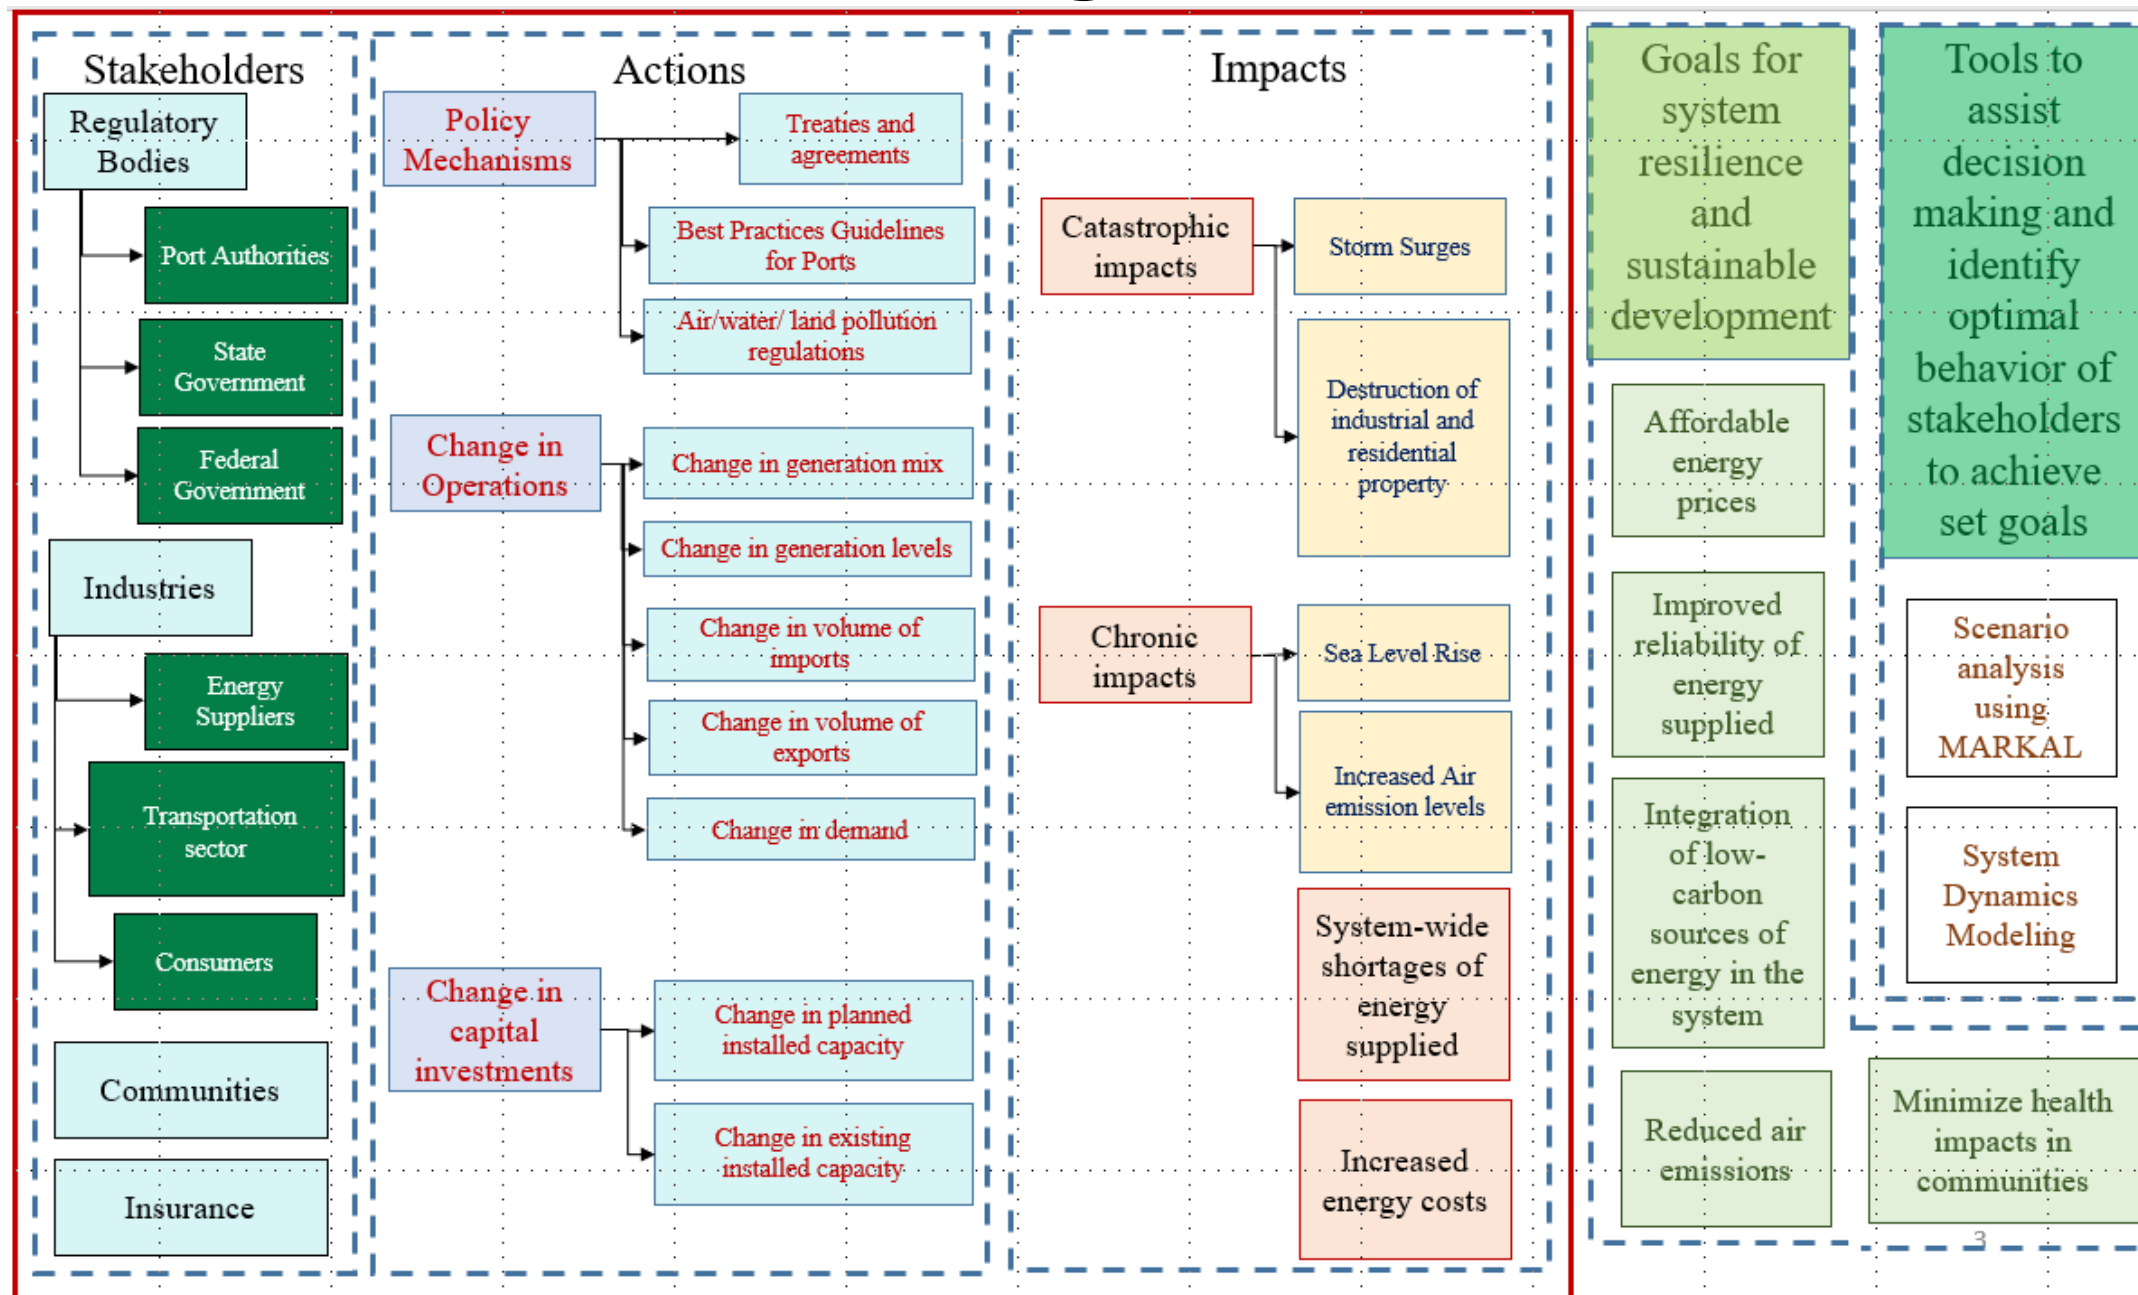 Stakeholders
Regulatory
Bodies
Port Authorities
State
Government
Federal
Government
Industries
Energy
Suppliers
Transportation
sector
Consumers
Communities
Insurance
Actions
Policy
Mechanisms
Treaties and
agreements
Best Practices Guidelines
for Ports
Air/water/ land pollution
regulations
Change in
Operations
Change in generation mix
Change in generation levels
Change in volume of
imports
Change in volume of
exports
Change in demand
Change in
capital
investments
Change in planned
installed capacity
Change in existing
installed capacity
Impacts
Catastrophic
impacts
Storm Surges
Destruction of
industrial and
residential
property
Chronic
impacts
Sea Level Rise
Increased Air
emission levels
System-wide
shortages of
energy
supplied
Increased
energy costs
Goals for
system
resilience
and
sustainable
development
Affordable
energy
prices
Improved
reliability of
energy
supplied
Integration
of low-
carbon
sources of
energy in the
system
Reduced air
emissions
Minimize health
impacts in
communities
Tools to
assist
decision
making and
identify
optimal
behavior of
stakeholders
to achieve
set goals
Scenario
analysis
using
MARKAL
System
Dynamics
Modeling
3